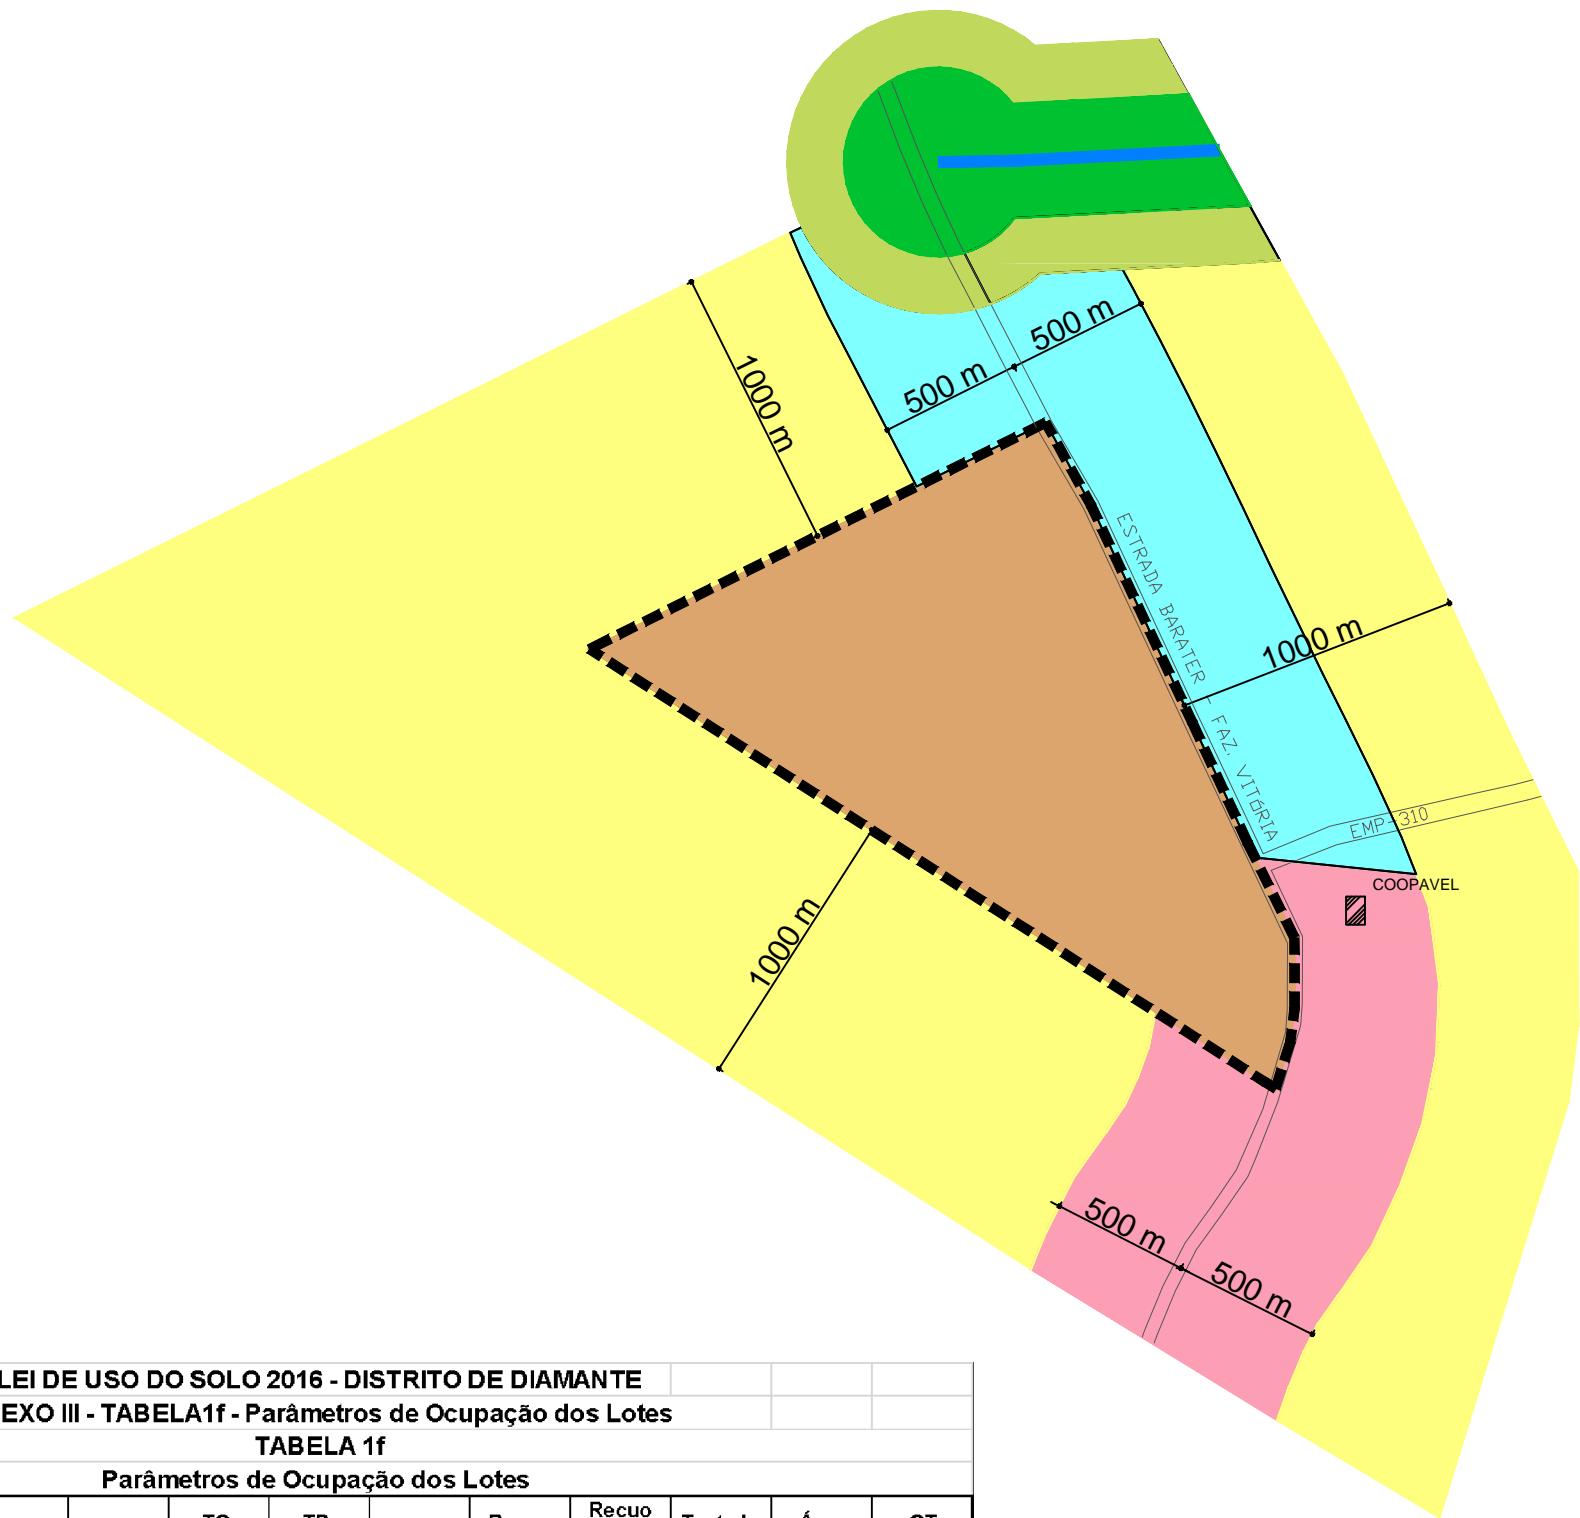 500 m
500 m
1000 m
ESTRADA BARATER - FAZ. VITÓRIA
1000 m
EMP-310
COOPAVEL
1000 m
500 m
500 m
LEI DE USO DO SOLO 2016 - DISTRITO DE DIAMANTE
EXO III - TABELA1f - Parâmetros de Ocupação dos Lotes
TABELA 1f
Parâmetros de Ocupação dos Lotes
Recuo